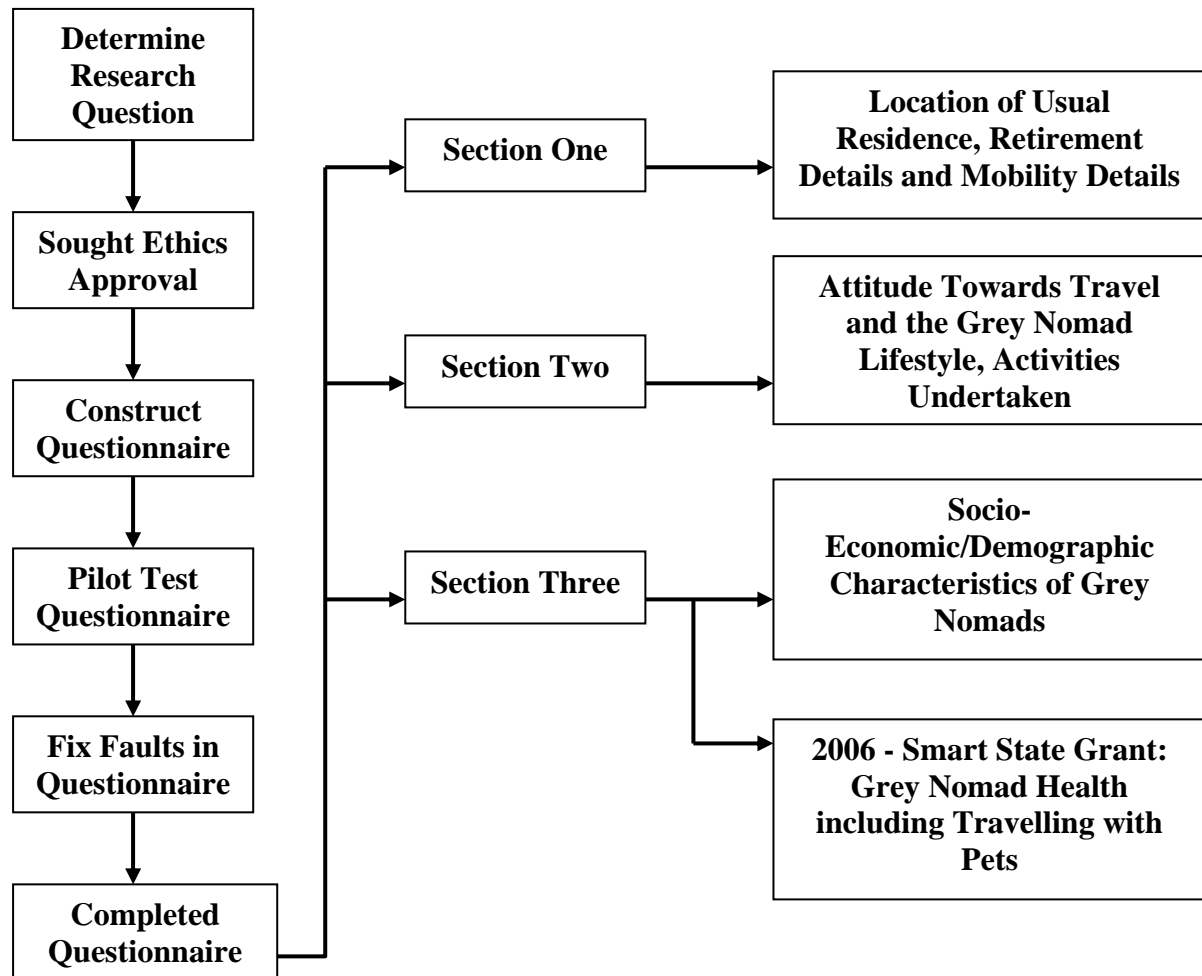 Determine
Research
Question
Sought Ethics
Approval
Construct
Questionnaire
Pilot Test
Questionnaire
Fix Faults in
Questionnaire
Completed
Questionnaire
Section One
Location of Usual
Residence, Retirement
Details and Mobility Details
Section Two
Attitude Towards Travel
and the Grey Nomad
Lifestyle, Activities
Undertaken
Section Three
Socio-
Economic/Demographic
Characteristics of Grey
Nomads
2006 - Smart State Grant:
Grey Nomad Health
including Travelling with
Pets